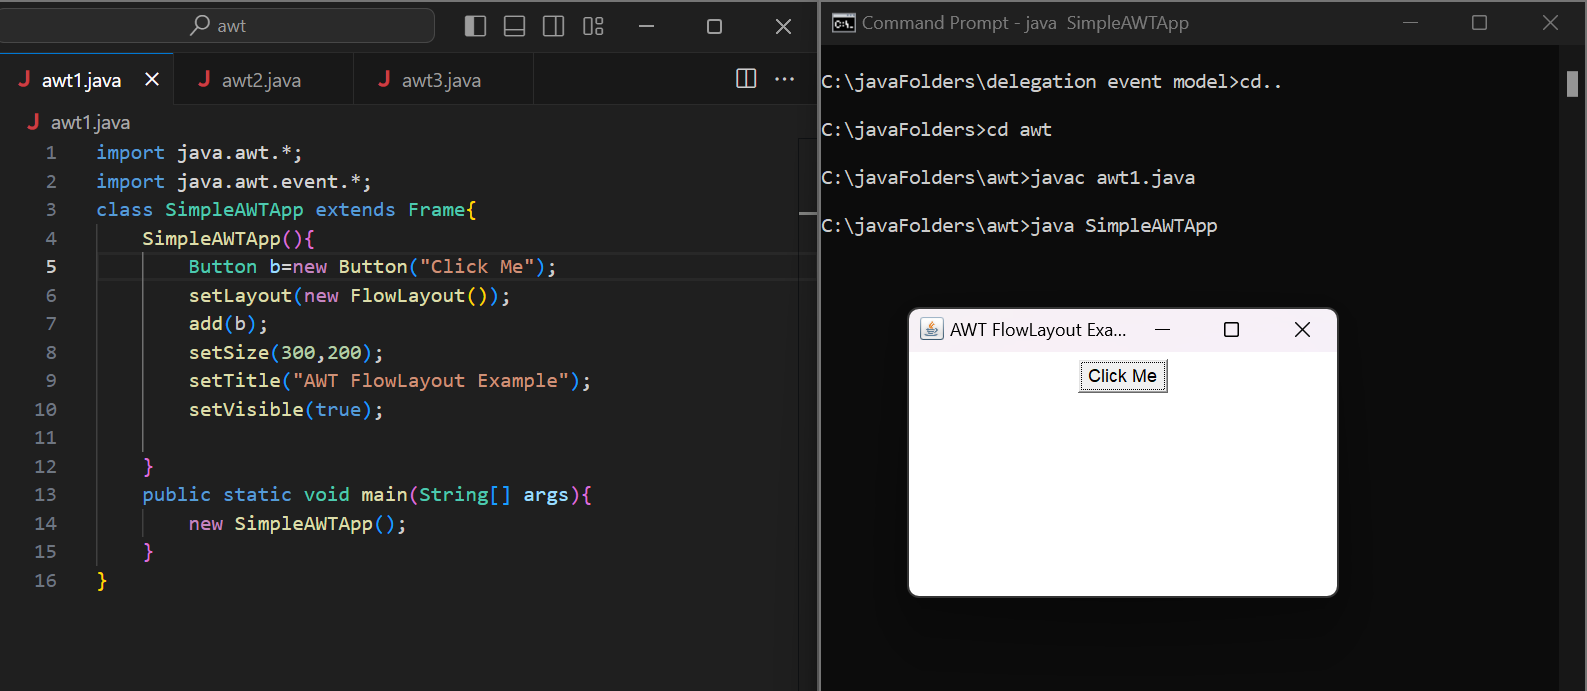 awt
J awt1.java
J awt2.java
J awt3.java
J awt1.java
1 import java.awt.*;
2 import java.awt.event.*;
3 class SimpleAWTApp extends Frame{
4     SimpleAWTApp(){
5         Button b=new Button("Click Me");
6         setLayout(new FlowLayout());
7         add(b);
8         setSize(300,200);
9         setTitle("AWT FlowLayout Example");
10         setVisible(true);
11
12     }
13     public static void main(String[] args){
14         new SimpleAWTApp();
15     }
16 }
Command Prompt - java  SimpleAWTApp
C:\javaFolders\delegation event model>cd..
C:\javaFolders>cd awt
C:\javaFolders\awt>javac awt1.java
C:\javaFolders\awt>java SimpleAWTApp
AWT FlowLayout Exa...
Click Me